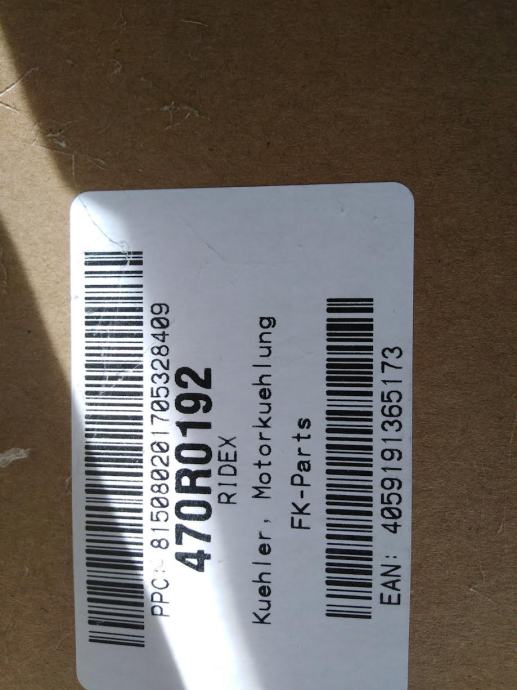 PPC: 815080201705328409
470R0192
RIDEX
Kuehler, Motorkuehlung
FK-Parts
EAN: 4059191365173